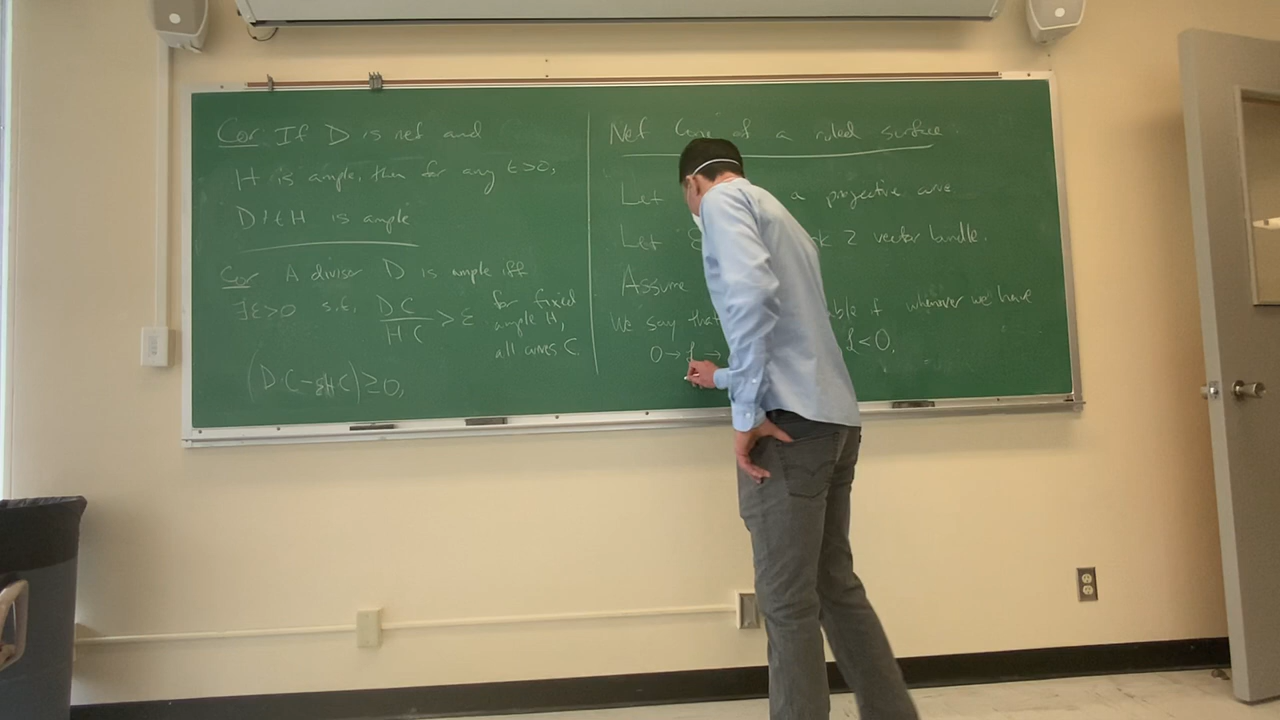 Cor If D is nef and
H is ample, then for any ε>0,
D+εH is ample
Cor A divisor D is ample iff
∃ε>0 s.t. D·C / H·C > ε for fixed
ample H,
all curves C.
(D·C-εH·C)≥0,
Nef Cone of a ruled surface.
Let a projective curve
Let E 2 vector bundle.
Assume
We say that if whenever we have
0→L→ L<0.